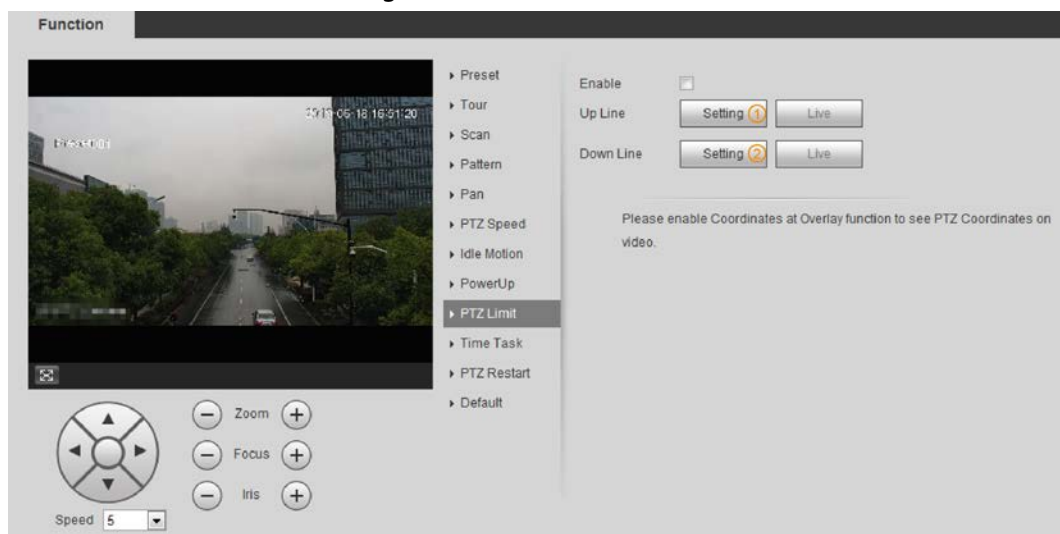 Function
Preset
Tour
Scan
Pattern
Pan
PTZ Speed
Idle Motion
PowerUp
PTZ Limit
Time Task
PTZ Restart
Default
Enable
Up Line Setting 1 Live
Down Line Setting 2 Live
Please enable Coordinates at Overlay function to see PTZ Coordinates on
video.
Zoom
Focus
Iris
Speed 5